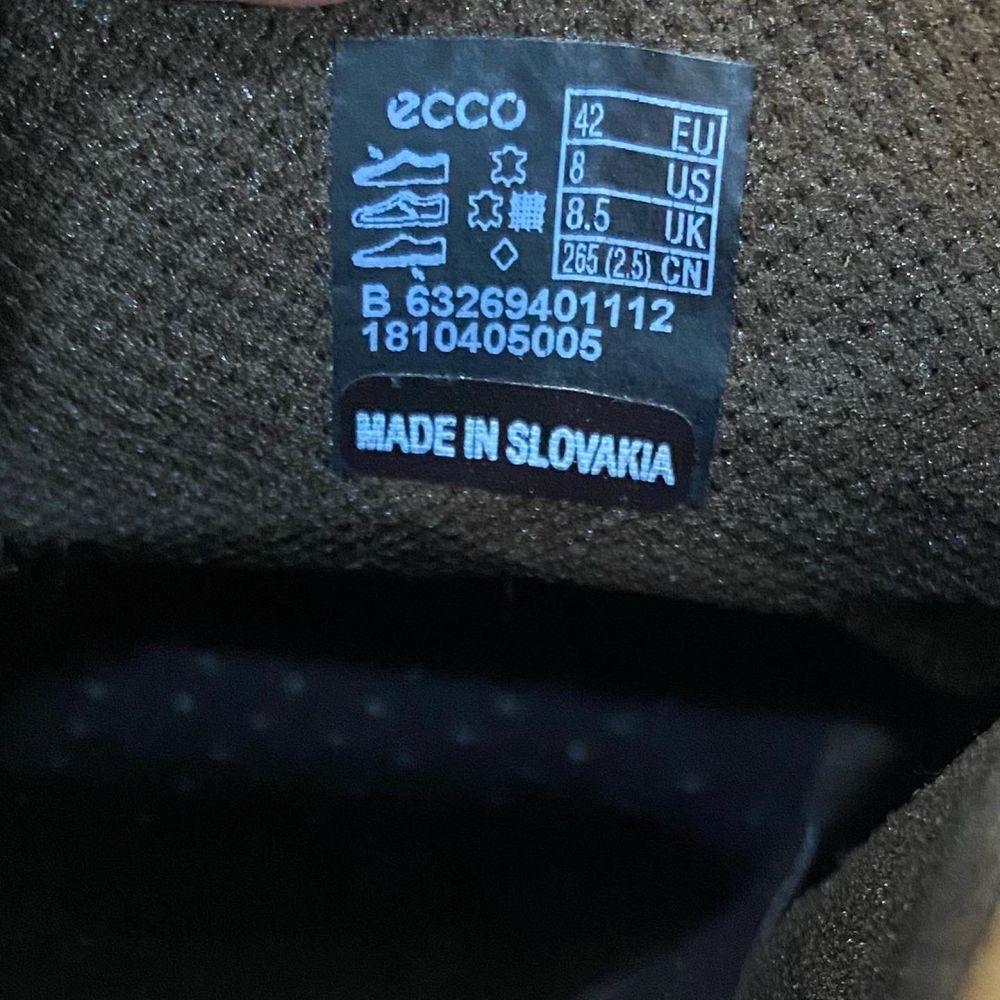 ecco
42 EU
8 US
8.5 UK
265 (2.5) CN
B 63269401112
1810405005
MADE IN SLOVAKIA